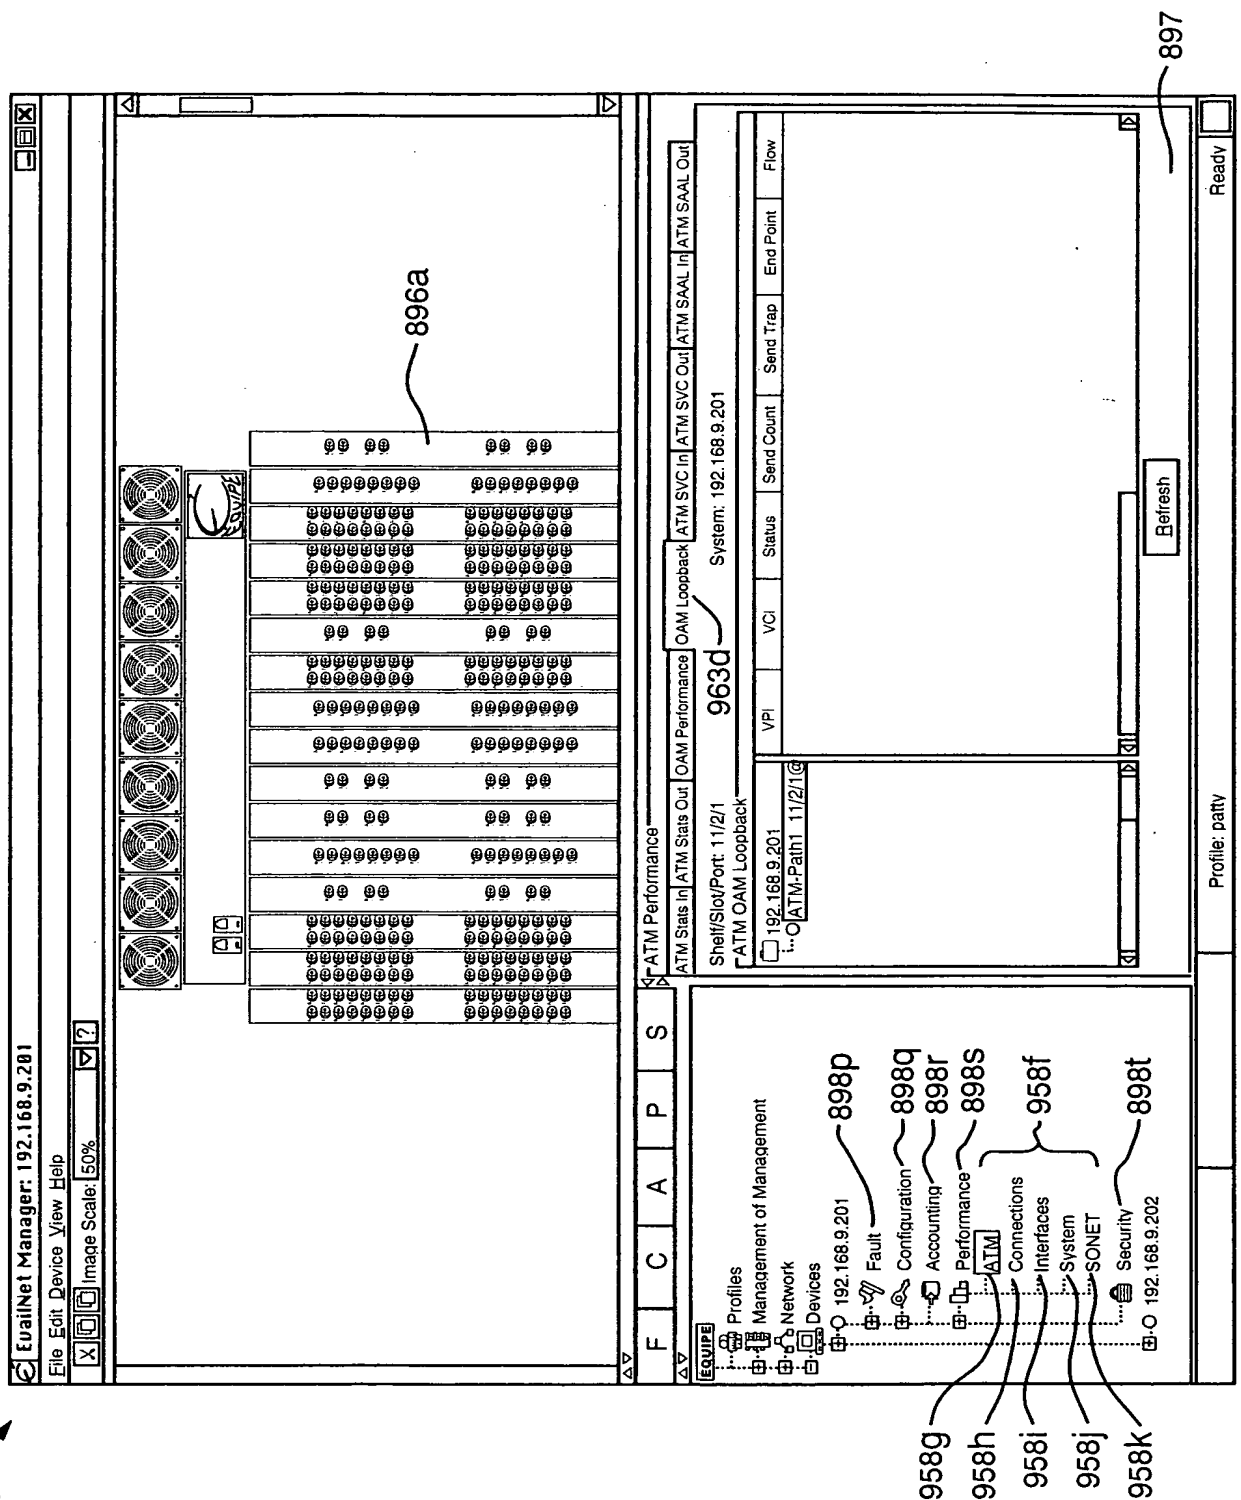 EuailNet Manager: 192.168.9.201
File Edit Device View Help
X Image Scale: 50% ?
896a
F C A P S
EQUIPE
Profiles
Management of Management
Network
Devices
192.168.9.201
Fault
Configuration
Accounting
Performance
ATM
Connections
Interfaces
System
SONET
Security
192.168.9.202
898p
898q
898r
898s
958f
898t
958g
958h
958i
958j
958k
ATM Performance
ATM Stats In ATM Stats Out OAM Performance OAM Loopback ATM SVC In ATM SVC Out ATM SAAL In ATM SAAL Out
Shelf/Slot/Port: 11/2/1 963d System: 192.168.9.201
ATM OAM Loopback
192.168.9.201
ATM-Path1 11/2/1@
VPI VCI Status Send Count Send Trap End Point Flow
Refresh
897
Profile: patty Ready